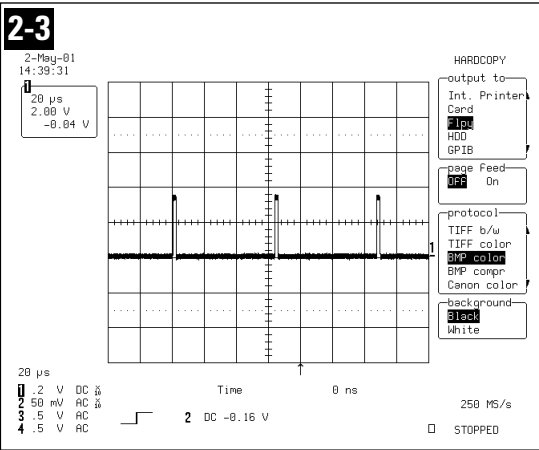 2-3
2-May-01
14:39:31
1
20 µs
2.00 V
-0.04 V
HARDCOPY
output to
Int. Printer
Card
Flpy
HDD
GPIB
page Feed
Off On
protocol
TIFF b/w
TIFF color
BMP color
BMP compr
Canon color
background
Black
White
1
20 µs
1 .2 V DC
2 50 mV AC
3 .5 V AC
4 .5 V AC
Time 0 ns
2 DC -0.16 V
250 MS/s
STOPPED